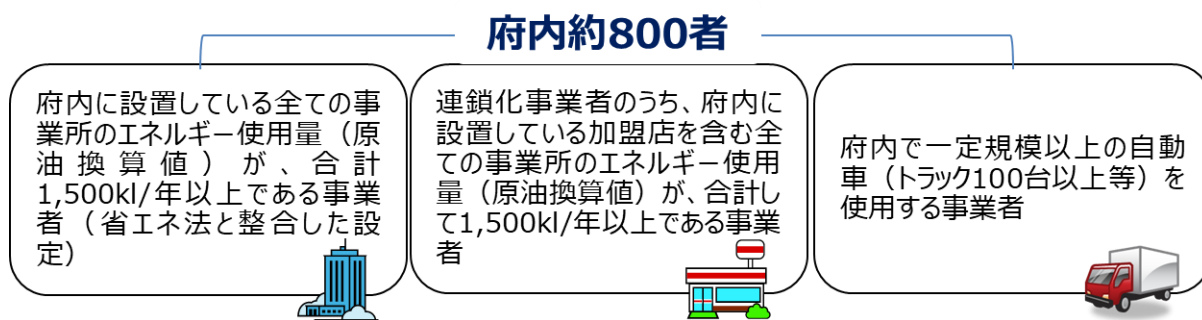 府内約800者
府内に設置している全ての事
業所のエネルギー使用量（原
油換算値）が、合計
1,500kl/年以上である事業
者（省エネ法と整合した設
定）
連鎖化事業者のうち、府内に
設置している加盟店を含む全
ての事業所のエネルギー使用
量（原油換算値）が、合計し
て1,500kl/年以上である事業
者
府内で一定規模以上の自動
車（トラック100台以上等）を
使用する事業者